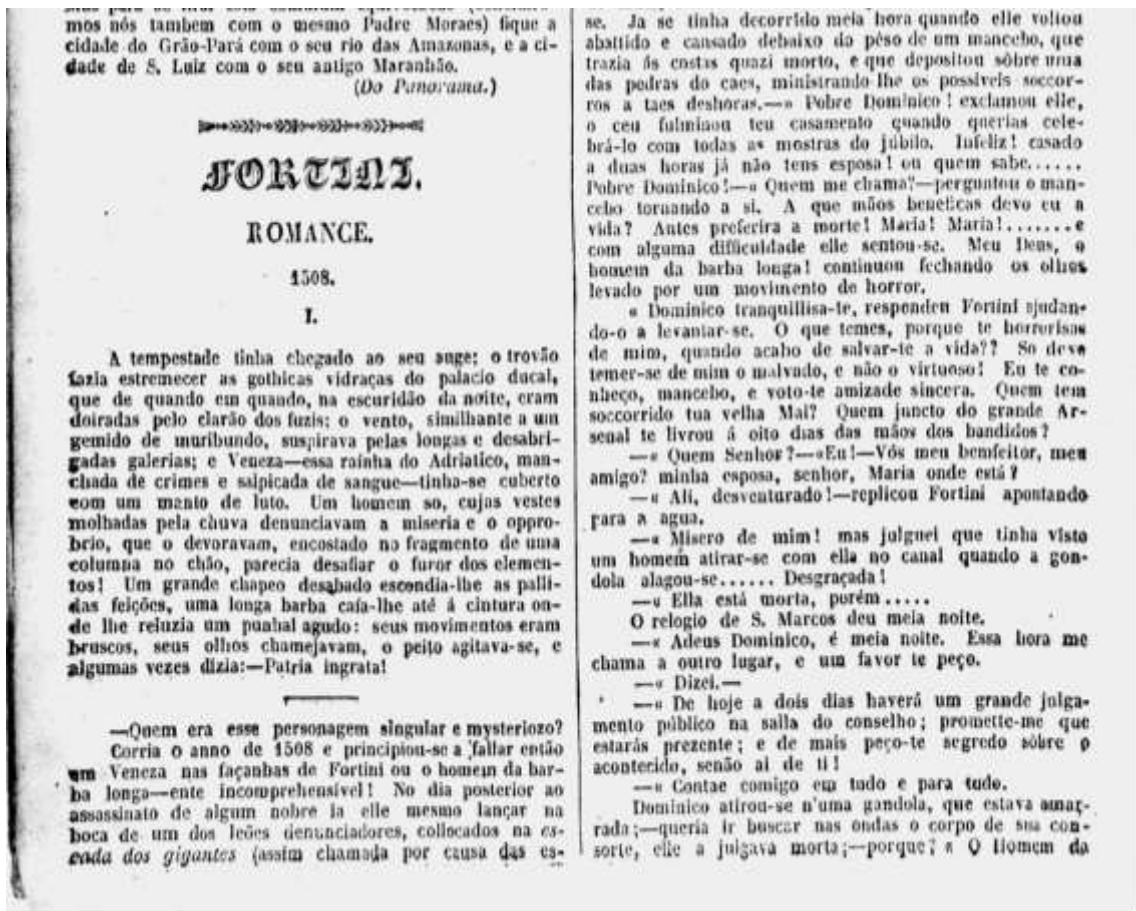 mos nós tambem com o mesmo Padre Moraes) fique a
cidade do Grão-Pará com o seu rio das Amazonas, e a ci-
dade de S. Luiz com o seu antigo Maranhão.
(Do Panorama.)
FORTINI.
ROMANCE.
1508.
I.
A tempestade tinha chegado ao seu auge: o trovão
fazia estremecer as gothicas vidraças do palacio ducal,
que de quando em quando, na escuridão da noite, eram
doiradas pelo clarão dos fuzis; o vento, similhante a um
gemido de muribundo, suspirava pelas longas e desabri-
gadas galerias; e Veneza—essa rainha do Adriatico, man-
chada de crimes e salpicada de sangue—tinha-se cuberto
com um manto de luto. Um homem so, cujas vestes
molhadas pela chuva denunciavam a miseria e o oppro-
brio, que o devoravam, encostado no fragmento de uma
columna no chão, parecia desafiar o furor dos elemen-
tos! Um grande chapeo desabado escondia-lhe as palli-
das feições, uma longa barba caía-lhe até á cintura on-
de lhe reluzia um punhal agudo: seus movimentos eram
bruscos, seus olhos chamejavam, o peito agitava-se, e
algumas vezes dizia:—Patria ingrata!
—Quem era esse personagem singular e mysteriozo?
Corria o anno de 1508 e principiou-se a fallar então
em Veneza nas façanhas de Fortini ou o homem da bar-
ba longa—ente incomprehensivel! No dia posterior ao
assassinato de algum nobre ia elle mesmo lançar na
boca de um dos leões denunciadores, collocados na es-
cada dos gigantes (assim chamada por causa das es-
se. Ja se tinha decorrido meia hora quando elle voltou
abattido e cansado debaixo do pêso de um mancebo, que
trazia ás costas quazi morto, e que depositou sôbre uma
das pedras do caes, ministrando-lhe os possiveis soccor-
ros a taes deshoras.—« Pobre Dominico! exclamou elle,
o ceu fulminou teu casamento quando querias cele-
brá-lo com todas as mostras do júbilo. Infeliz! casado
a duas horas já não tens esposa! ou quem sabe......
Pobre Dominico!—« Quem me chama?—perguntou o man-
cebo tornando a si. A que mãos beneficas devo eu a
vida? Antes preferira a morte! Maria! Maria!.......e
com alguma difficuldade elle sentou-se. Meu Deus, o
homem da barba longa! continuou fechando os olhos
levado por um movimento de horror.
« Dominico tranquillisa-te, respondeu Fortini ajudan-
do-o a levantar-se. O que temes, porque te horrorisas
de mim, quando acabo de salvar-te a vida?? So deve
temer-se de mim o malvado, e não o virtuoso! Eu te co-
nheço, mancebo, e voto-te amizade sincera. Quem tem
soccorrido tua velha Mai? Quem juncto do grande Ar-
senal te livrou á oito dias das mãos dos bandidos?
—« Quem Senhor?—«Eu!—Vós meu bemfeitor, meu
amigo? minha esposa, senhor, Maria onde está?
—« Ali, desventurado!—replicou Fortini apontando
para a agua.
—« Misero de mim! mas julguei que tinha visto
um homem atirar-se com ella no canal quando a gon-
dola alagou-se...... Desgraçada!
—« Ella está morta, porém.....
O relogio de S. Marcos deu meia noite.
—« Adeus Dominico, é meia noite. Essa hora me
chama a outro lugar, e um favor te peço.
—« Dizei.—
—« De hoje a dois dias haverá um grande julga-
mento público na salla do conselho; promette-me que
estarás prezente; e de mais peço-te segredo sôbre o
acontecido, senão ai de ti!
—« Contae comigo em tudo e para tudo.
Dominico atirou-se n'uma gandola, que estava amaç-
rada;—queria ir buscar nas ondas o corpo de sua con-
sorte, elle a julgava morta;—porque? « O Homem da